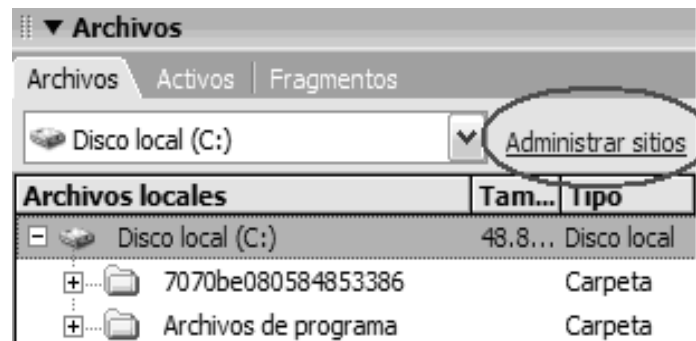 Archivos
Archivos Activos Fragmentos
Disco local (C:) Administrar sitios
Archivos locales Tam... Tipo
Disco local (C:) 48.8... Disco local
7070be080584853386 Carpeta
Archivos de programa Carpeta